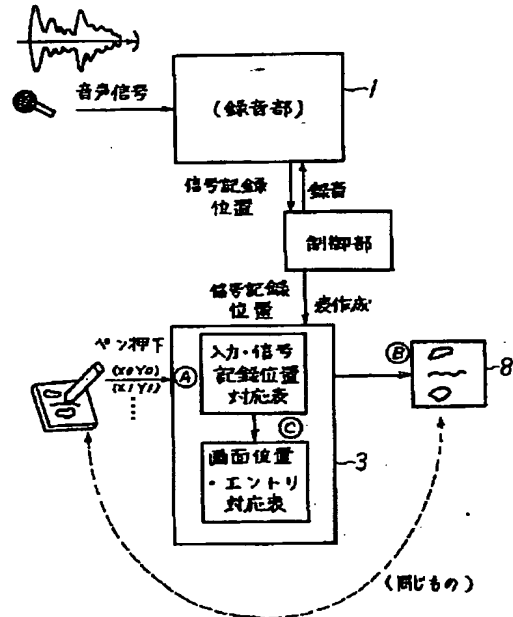 音声信号
(録音部)
1
信号記録
位置
録音
制御部
信号記録
位置
表作成
ペン押下
(X0Y0)
(X1Y1)
⋮
Ⓐ
入力・信号
記録位置
対応表
Ⓑ
8
Ⓒ
画面位置
・エントリ
対応表
3
(同じもの)